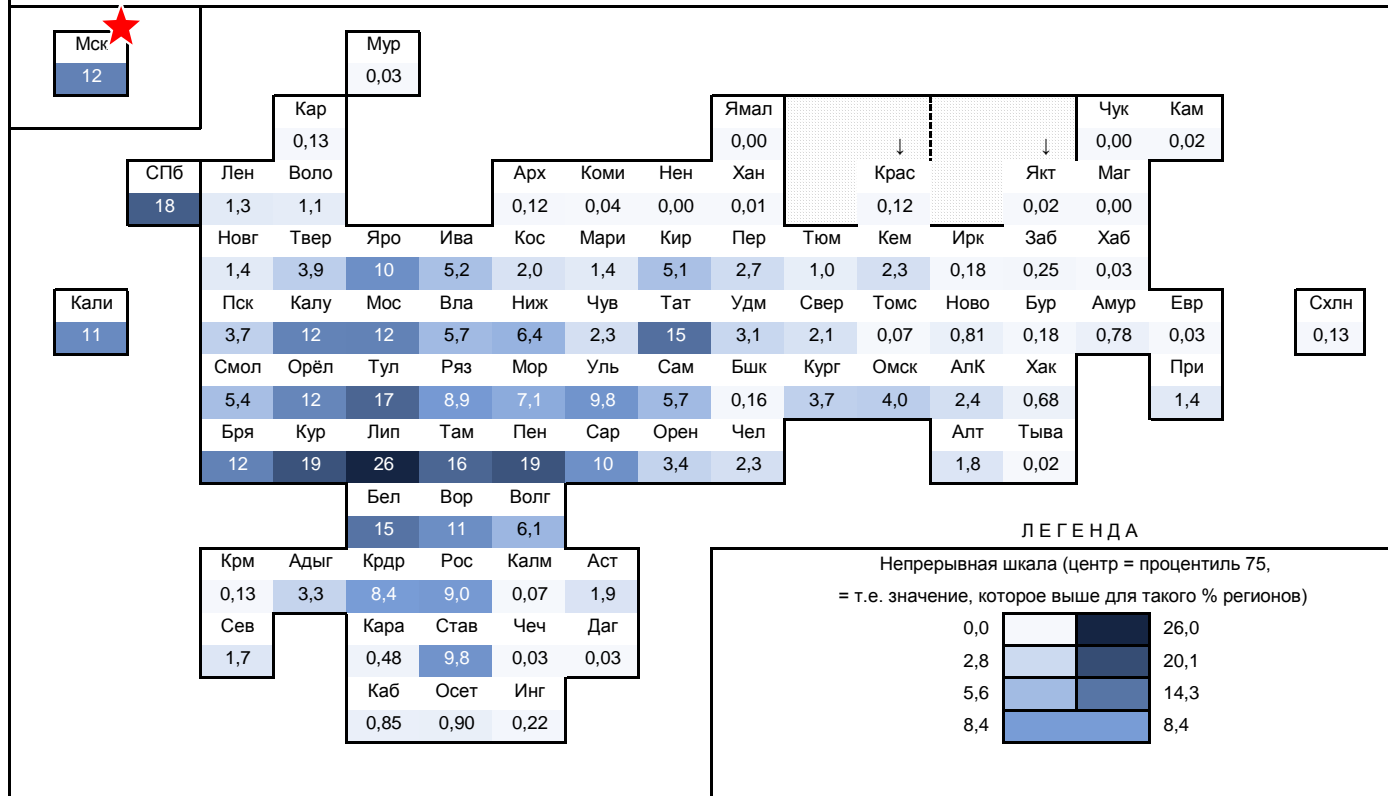 Мск Мур
12 0,03
Кар Ямал Чук Кам
0,13 0,00 ↓ ↓ 0,00 0,02
СПб Лен Воло Арх Коми Нен Хан Крас Якт Маг
18 1,3 1,1 0,12 0,04 0,00 0,01 0,12 0,02 0,00
Новг Твер Яро Ива Кос Мари Кир Пер Тюм Кем Ирк Заб Хаб
1,4 3,9 10 5,2 2,0 1,4 5,1 2,7 1,0 2,3 0,18 0,25 0,03
Кали Пск Калу Мос Вла Ниж Чув Тат Удм Свер Томс Ново Бур Амур Евр Схлн
11 3,7 12 12 5,7 6,4 2,3 15 3,1 2,1 0,07 0,81 0,18 0,78 0,03 0,13
Смол Орёл Тул Ряз Мор Уль Сам Бшк Кург Омск АлК Хак При
5,4 12 17 8,9 7,1 9,8 5,7 0,16 3,7 4,0 2,4 0,68 1,4
Бря Кур Лип Там Пен Сар Орен Чел Алт Тыва
12 19 26 16 19 10 3,4 2,3 1,8 0,02
Бел Вор Волг
15 11 6,1
Л Е Г Е Н Д А
Крм Адыг Крдр Рос Калм Аст
0,13 3,3 8,4 9,0 0,07 1,9
Сев Кара Став Чеч Даг
1,7 0,48 9,8 0,03 0,03
Каб Осет Инг
0,85 0,90 0,22
Непрерывная шкала (центр = процентиль 75,
= т.е. значение, которое выше для такого % регионов)
0,0 26,0
2,8 20,1
5,6 14,3
8,4 8,4